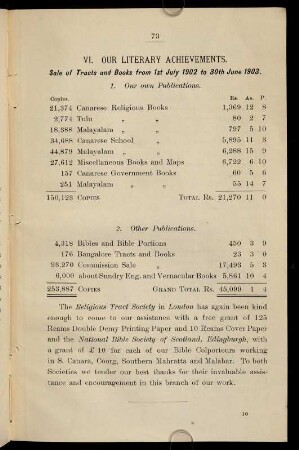 73
VI. OUR LITERARY ACHIEVEMENTS.
Sale of Tracts and Books from 1st July 1902 to 30th June 1903.
1. Our own Publications.
Copies. Rs. As. P.
21,374 Canarese Religious Books 1,369 12 8
2,774 Tulu „ „ 80 2 7
18,388 Malayalam „ „ 797 5 10
34,688 Canarese School „ 5,895 11 3
44,879 Malayalam „ „ 6,288 15 9
27,612 Miscellaneous Books and Maps 6,722 6 10
157 Canarese Government Books 60 5 6
251 Malayalam „ „ 55 14 7
150,123 COPIES TOTAL RS. 21,270 11 0
2. Other Publications.
4,318 Bibles and Bible Portions 450 3 9
176 Bangalore Tracts and Books 23 3 0
93,270 Commission Sale „ 17,493 5 3
6,000 about Sundry Eng. and Vernacular Books 5,861 10 4
253,887 COPIES GRAND TOTAL RS. 45,099 4 4
The Religious Tract Society in London has again been kind
enough to come to our assistance with a free grant of 125
Reams Double Demy Printing Paper and 10 Reams Cover Paper
and the National Bible Society of Scotland, Edingburgh, with
a grant of £ 10 for each of our Bible Colporteurs working
in S. Canara, Coorg, Southern Mahratta and Malabar. To both
Societies we tender our best thanks for their invaluable assist-
ance and encouragement in this branch of our work.
10